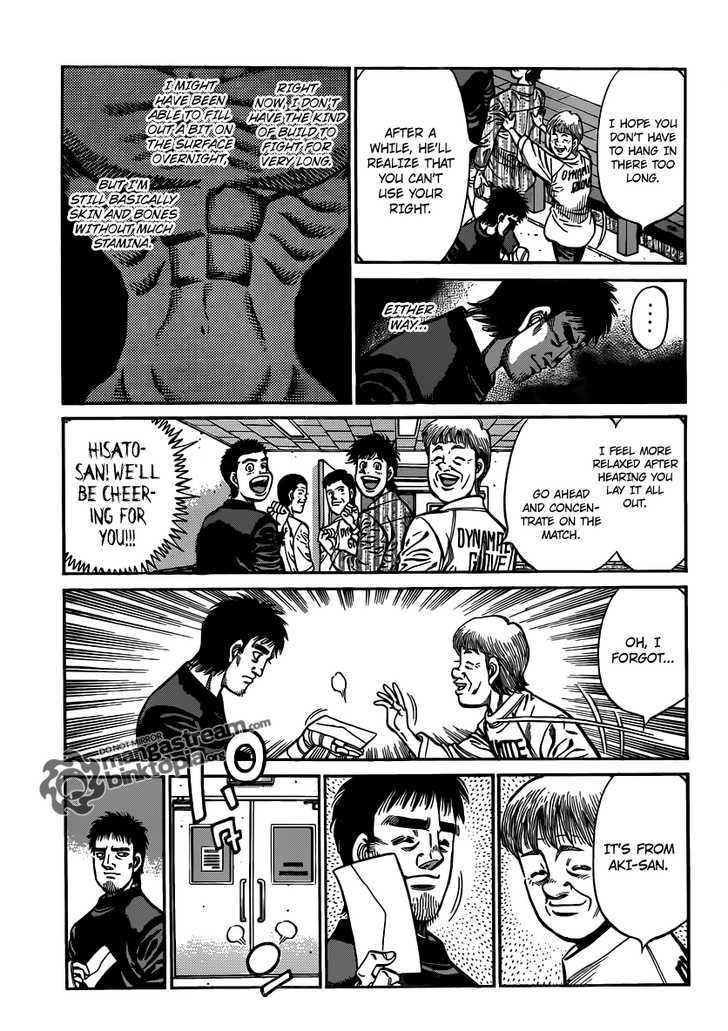 I HOPE YOU
DON'T HAVE
TO HANG IN
THERE TOO
LONG.
AFTER A
WHILE, HE'LL
REALIZE THAT
YOU CAN'T
USE YOUR
RIGHT.
DYNAMITE
GLOVE
RIGHT
NOW, I DON'T
HAVE THE KIND
OF BUILD TO
FIGHT FOR
VERY LONG.
I MIGHT
HAVE BEEN
ABLE TO FILL
OUT A BIT ON
THE SURFACE
OVERNIGHT,
BUT I'M
STILL BASICALLY
SKIN AND BONES
WITHOUT MUCH
STAMINA.
...
EITHER
WAY...
I FEEL MORE
RELAXED AFTER
HEARING YOU
LAY IT ALL
OUT.
GO AHEAD
AND CONCEN-
TRATE ON THE
MATCH.
DYNAMITE
GLOVE
HISATO-
SAN! WE'LL
BE CHEER-
ING FOR
YOU!!!
OH, I
FORGOT...
DO NOT MIRROR
mangastream.com
binktopia
IT'S FROM
AKI-SAN.